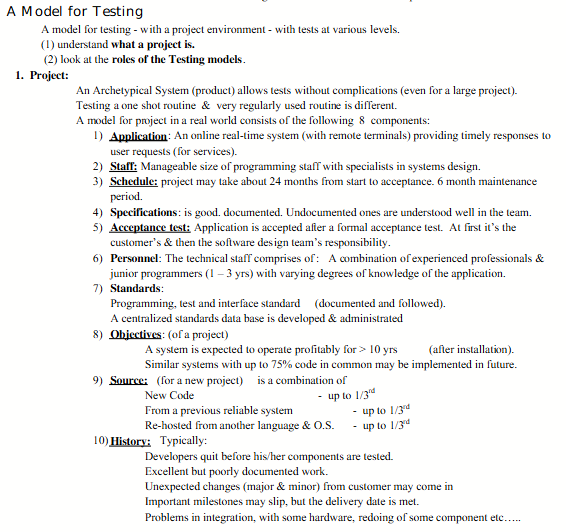 A Model for Testing
A model for testing - with a project environment - with tests at various levels.
(1) understand what a project is.
(2) look at the roles of the Testing models.
1. Project:
An Archetypical System (product) allows tests without complications (even for a large project).
Testing a one shot routine & very regularly used routine is different.
A model for project in a real world consists of the following 8 components:
1) Application: An online real-time system (with remote terminals) providing timely responses to
user requests (for services).
2) Staff: Manageable size of programming staff with specialists in systems design.
3) Schedule: project may take about 24 months from start to acceptance. 6 month maintenance
period.
4) Specifications: is good. documented. Undocumented ones are understood well in the team.
5) Acceptance test: Application is accepted after a formal acceptance test. At first it's the
customer's & then the software design team's responsibility.
6) Personnel: The technical staff comprises of : A combination of experienced professionals &
junior programmers (1 – 3 yrs) with varying degrees of knowledge of the application.
7) Standards:
Programming, test and interface standard (documented and followed).
A centralized standards data base is developed & administrated
8) Objectives: (of a project)
A system is expected to operate profitably for > 10 yrs (after installation).
Similar systems with up to 75% code in common may be implemented in future.
9) Source: (for a new project) is a combination of
New Code - up to 1/3rd
From a previous reliable system - up to 1/3rd
Re-hosted from another language & O.S. - up to 1/3rd
10) History: Typically:
Developers quit before his/her components are tested.
Excellent but poorly documented work.
Unexpected changes (major & minor) from customer may come in
Important milestones may slip, but the delivery date is met.
Problems in integration, with some hardware, redoing of some component etc…..